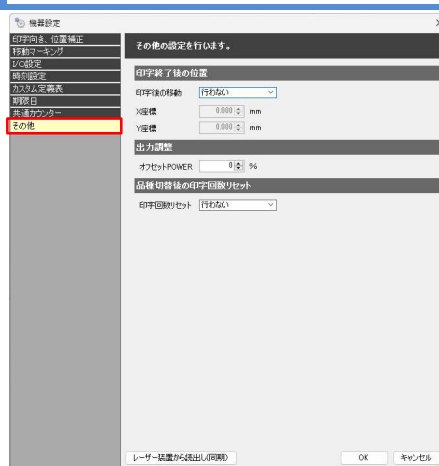 機器設定
印字向き、位置補正
移動マーキング
I/O設定
時刻設定
カスタム定義表
期限日
共通カウンター
その他
その他の設定を行います。
印字終了後の位置
印字後の移動 行わない
X座標 0.000 mm
Y座標 0.000 mm
出力調整
オフセットPOWER 0 %
品種切替後の印字回数リセット
印字回数リセット 行わない
レーザー装置から読出し(同期) OK キャンセル